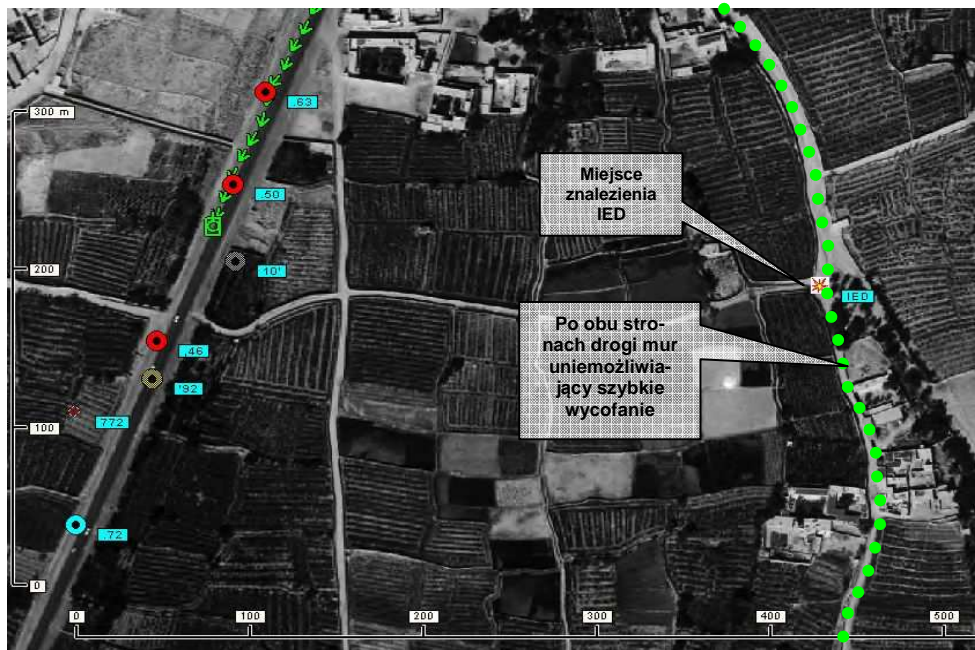 .63
300 m
Miejsce
znalezienia
IED
.50
10'
200
IED
Po obu stro-
nach drogi mur
uniemożliwia-
jący szybkie
wycofanie
.46
'92
772
100
.72
0
0
100
200
300
400
500